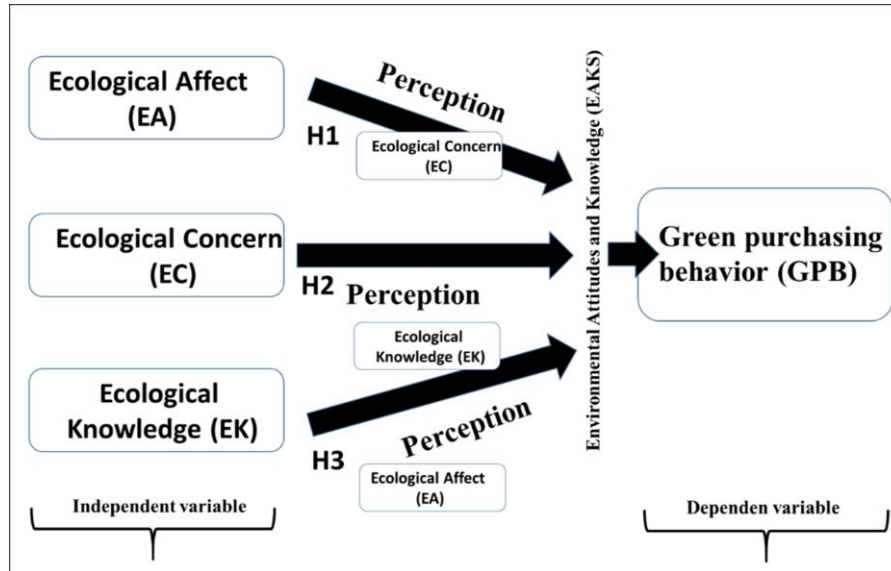 Ecological Affect
(EA)
H1
Perception
Ecological Concern
(EC)
Ecological Concern
(EC)
H2
Perception
Ecological
Knowledge (EK)
Ecological
Knowledge (EK)
H3
Perception
Ecological Affect
(EA)
Environmental Attitudes and Knowledge (EAKS)
Green purchasing
behavior (GPB)
Independent variable
Dependen variable